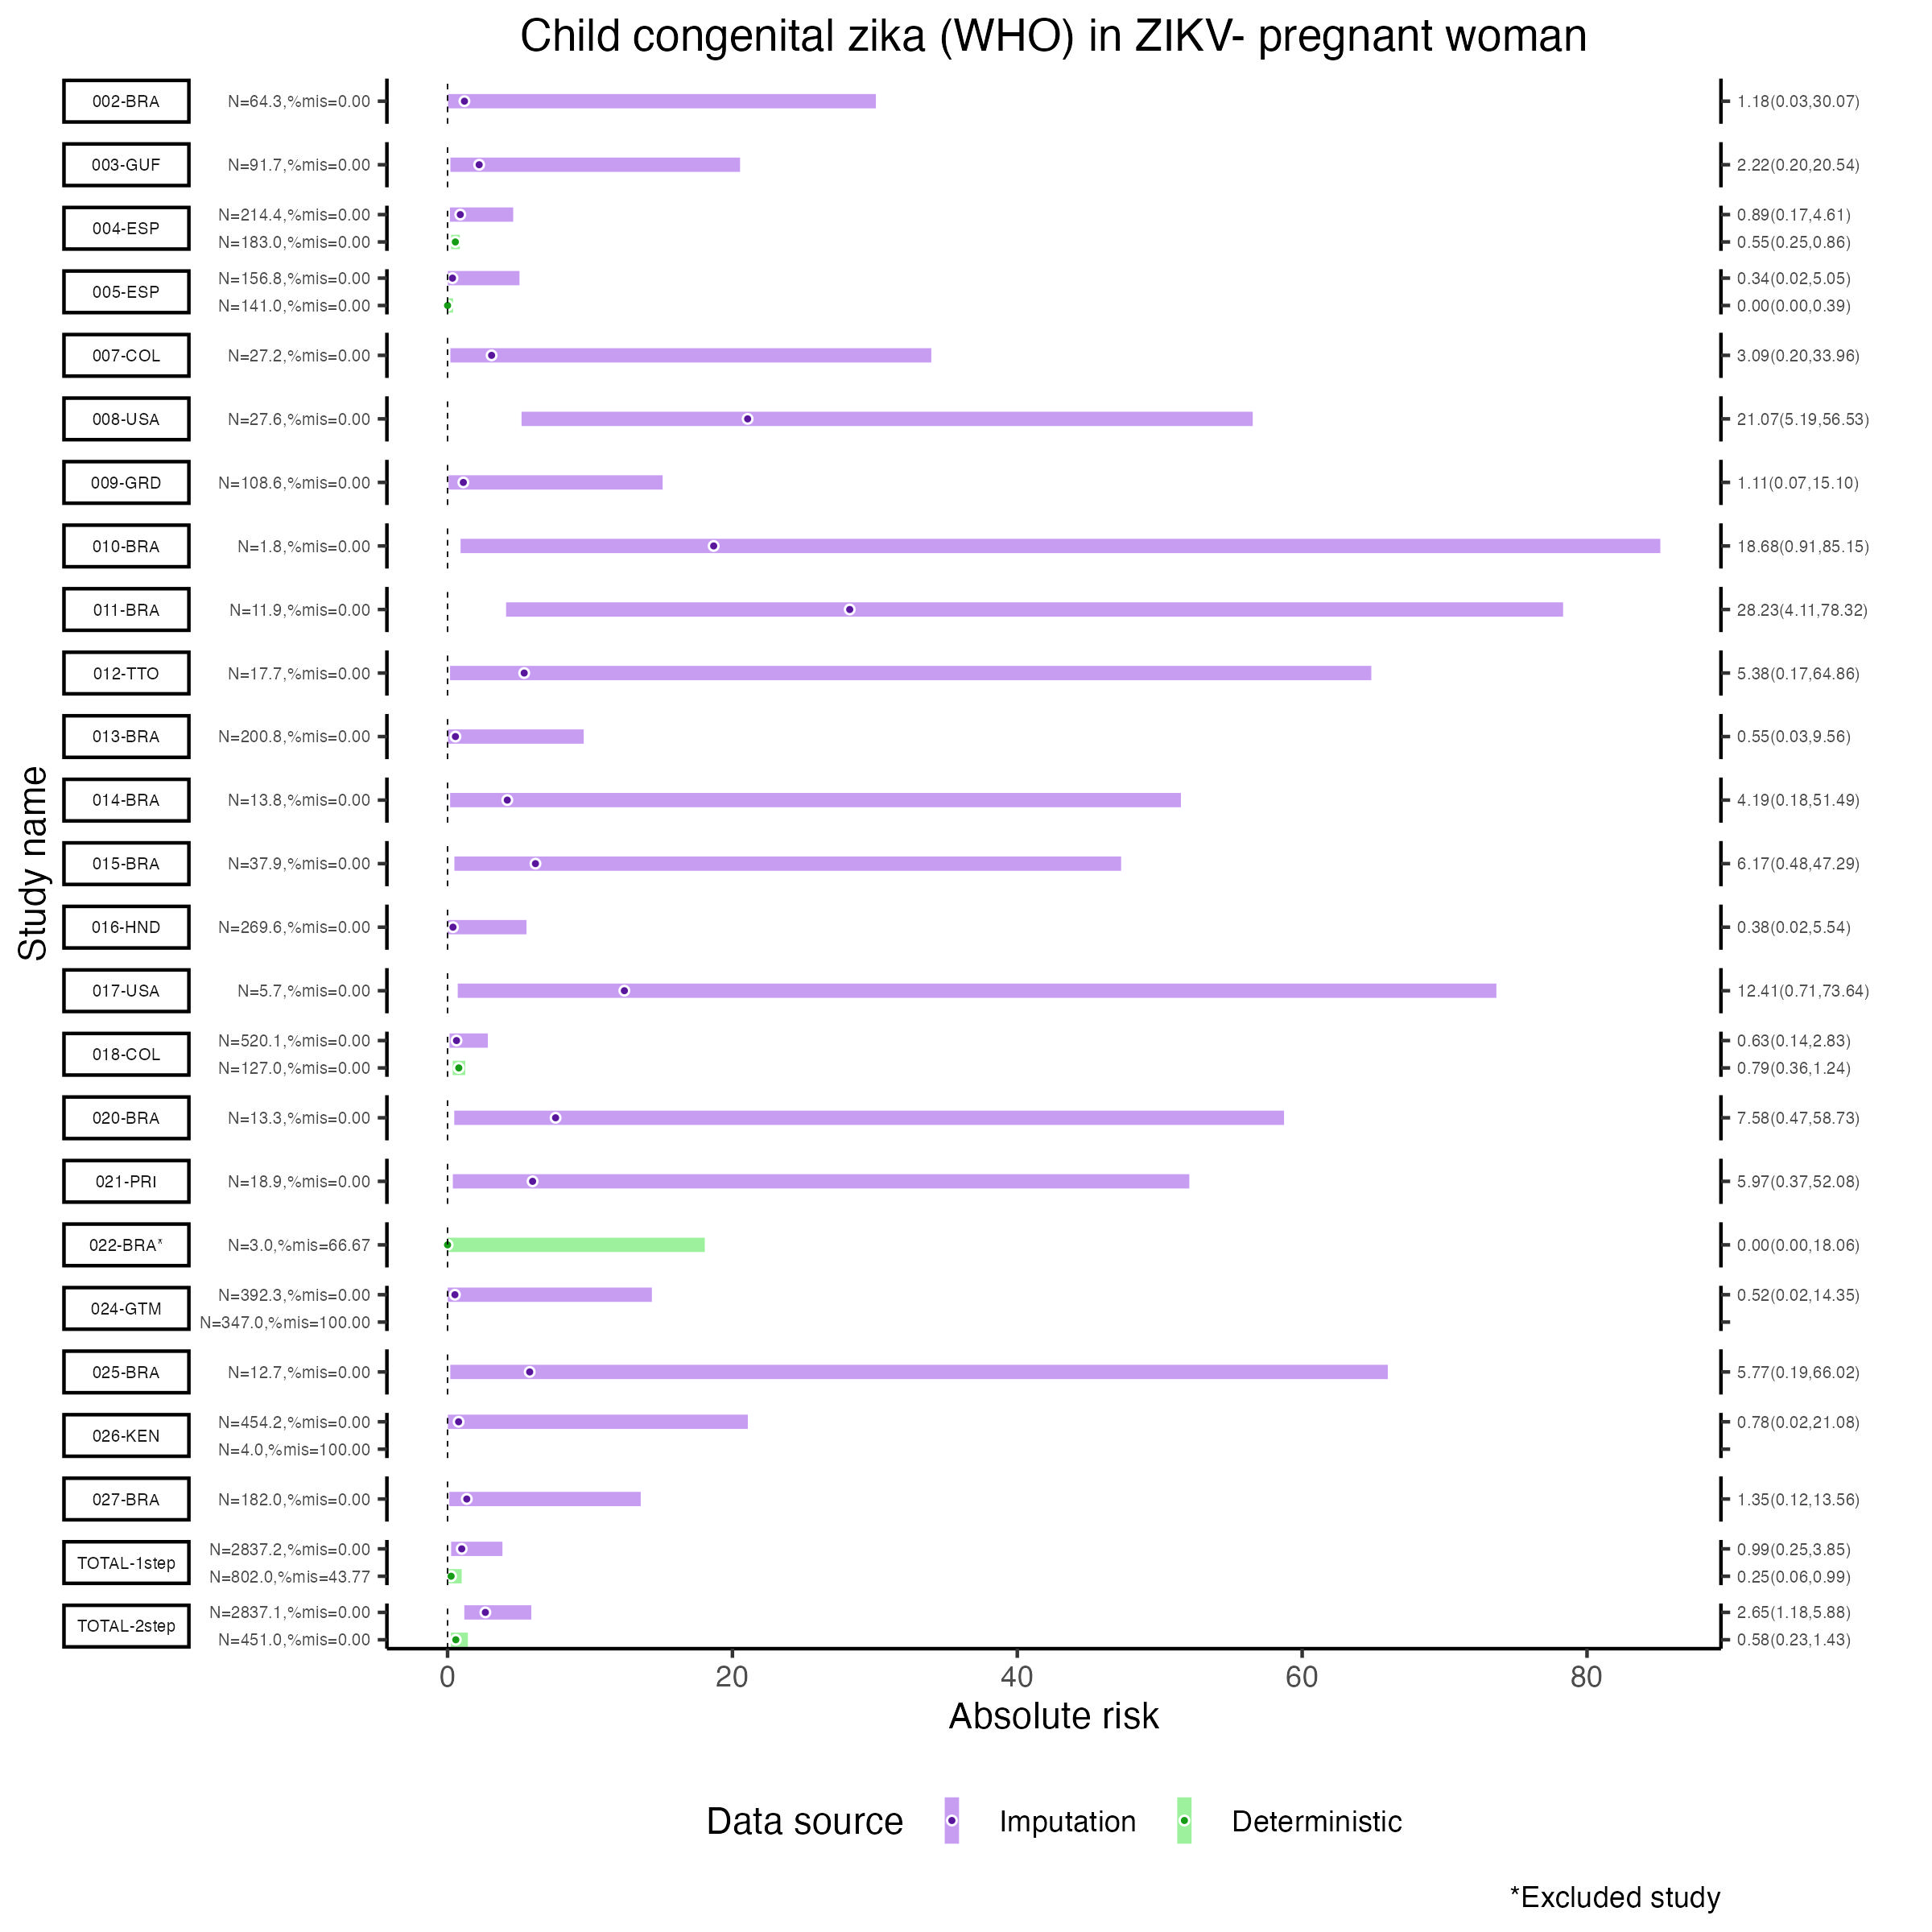 Child congenital zika (WHO) in ZIKV- pregnant woman
Study name
002-BRA N=64.3,%mis=0.00 1.18(0.03,30.07)
003-GUF N=91.7,%mis=0.00 2.22(0.20,20.54)
004-ESP
N=214.4,%mis=0.00 0.89(0.17,4.61)
N=183.0,%mis=0.00 0.55(0.25,0.86)
005-ESP
N=156.8,%mis=0.00 0.34(0.02,5.05)
N=141.0,%mis=0.00 0.00(0.00,0.39)
007-COL N=27.2,%mis=0.00 3.09(0.20,33.96)
008-USA N=27.6,%mis=0.00 21.07(5.19,56.53)
009-GRD N=108.6,%mis=0.00 1.11(0.07,15.10)
010-BRA N=1.8,%mis=0.00 18.68(0.91,85.15)
011-BRA N=11.9,%mis=0.00 28.23(4.11,78.32)
012-TTO N=17.7,%mis=0.00 5.38(0.17,64.86)
013-BRA N=200.8,%mis=0.00 0.55(0.03,9.56)
014-BRA N=13.8,%mis=0.00 4.19(0.18,51.49)
015-BRA N=37.9,%mis=0.00 6.17(0.48,47.29)
016-HND N=269.6,%mis=0.00 0.38(0.02,5.54)
017-USA N=5.7,%mis=0.00 12.41(0.71,73.64)
018-COL
N=520.1,%mis=0.00 0.63(0.14,2.83)
N=127.0,%mis=0.00 0.79(0.36,1.24)
020-BRA N=13.3,%mis=0.00 7.58(0.47,58.73)
021-PRI N=18.9,%mis=0.00 5.97(0.37,52.08)
022-BRA* N=3.0,%mis=66.67 0.00(0.00,18.06)
024-GTM
N=392.3,%mis=0.00 0.52(0.02,14.35)
N=347.0,%mis=100.00
025-BRA N=12.7,%mis=0.00 5.77(0.19,66.02)
026-KEN
N=454.2,%mis=0.00 0.78(0.02,21.08)
N=4.0,%mis=100.00
027-BRA N=182.0,%mis=0.00 1.35(0.12,13.56)
TOTAL-1step
N=2837.2,%mis=0.00 0.99(0.25,3.85)
N=802.0,%mis=43.77 0.25(0.06,0.99)
TOTAL-2step
N=2837.1,%mis=0.00 2.65(1.18,5.88)
N=451.0,%mis=0.00 0.58(0.23,1.43)
0 20 40 60 80
Absolute risk
Data source Imputation Deterministic
*Excluded study